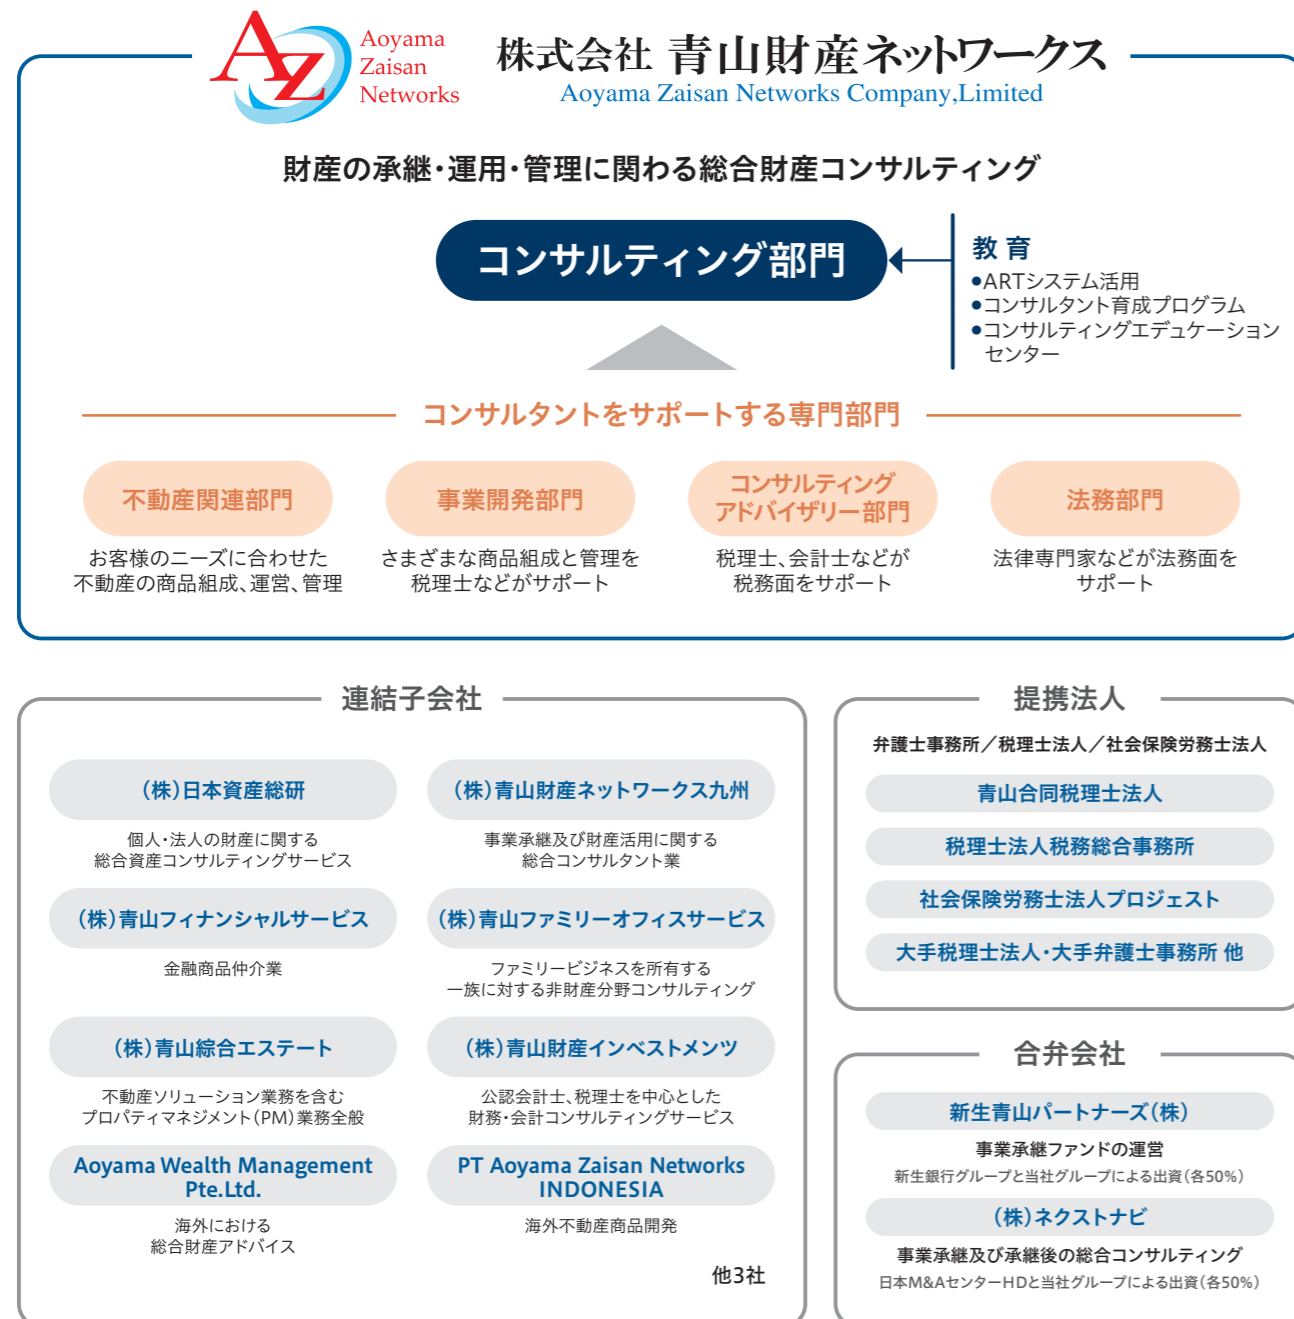 AZ
Aoyama
Zaisan
Networks
株式会社 青山財産ネットワークス
Aoyama Zaisan Networks Company,Limited
財産の承継・運用・管理に関わる総合財産コンサルティング
コンサルティング部門
教育
●ARTシステム活用
●コンサルタント育成プログラム
●コンサルティングエデュケーション
センター
コンサルタントをサポートする専門部門
不動産関連部門
お客様のニーズに合わせた
不動産の商品組成、運営、管理
事業開発部門
さまざまな商品組成と管理を
税理士などがサポート
コンサルティング
アドバイザリー部門
税理士、会計士などが
税務面をサポート
法務部門
法律専門家などが法務面を
サポート
連結子会社
(株)日本資産総研
個人・法人の財産に関する
総合資産コンサルティングサービス
(株)青山財産ネットワークス九州
事業承継及び財産活用に関する
総合コンサルタント業
(株)青山フィナンシャルサービス
金融商品仲介業
(株)青山ファミリーオフィスサービス
ファミリービジネスを所有する
一族に対する非財産分野コンサルティング
(株)青山綜合エステート
不動産ソリューション業務を含む
プロパティマネジメント(PM)業務全般
(株)青山財産インベストメンツ
公認会計士、税理士を中心とした
財務・会計コンサルティングサービス
Aoyama Wealth Management
Pte.Ltd.
海外における
総合財産アドバイス
PT Aoyama Zaisan Networks
INDONESIA
海外不動産商品開発
他3社
提携法人
弁護士事務所/税理士法人/社会保険労務士法人
青山合同税理士法人
税理士法人税務総合事務所
社会保険労務士法人プロジェスト
大手税理士法人・大手弁護士事務所 他
合弁会社
新生青山パートナーズ(株)
事業承継ファンドの運営
新生銀行グループと当社グループによる出資(各50%)
(株)ネクストナビ
事業承継及び承継後の総合コンサルティング
日本M&AセンターHDと当社グループによる出資(各50%)